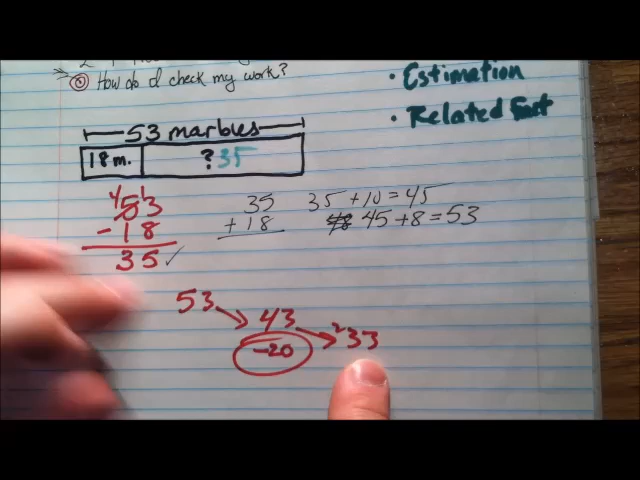 How do I check my work?
• Estimation
• Related Fact
53 marbles
18 m. ? 35
4 1
53
- 18
35 ✓
35
+ 18
35 + 10 = 45
45 + 8 = 53
53
43
-20
2 33